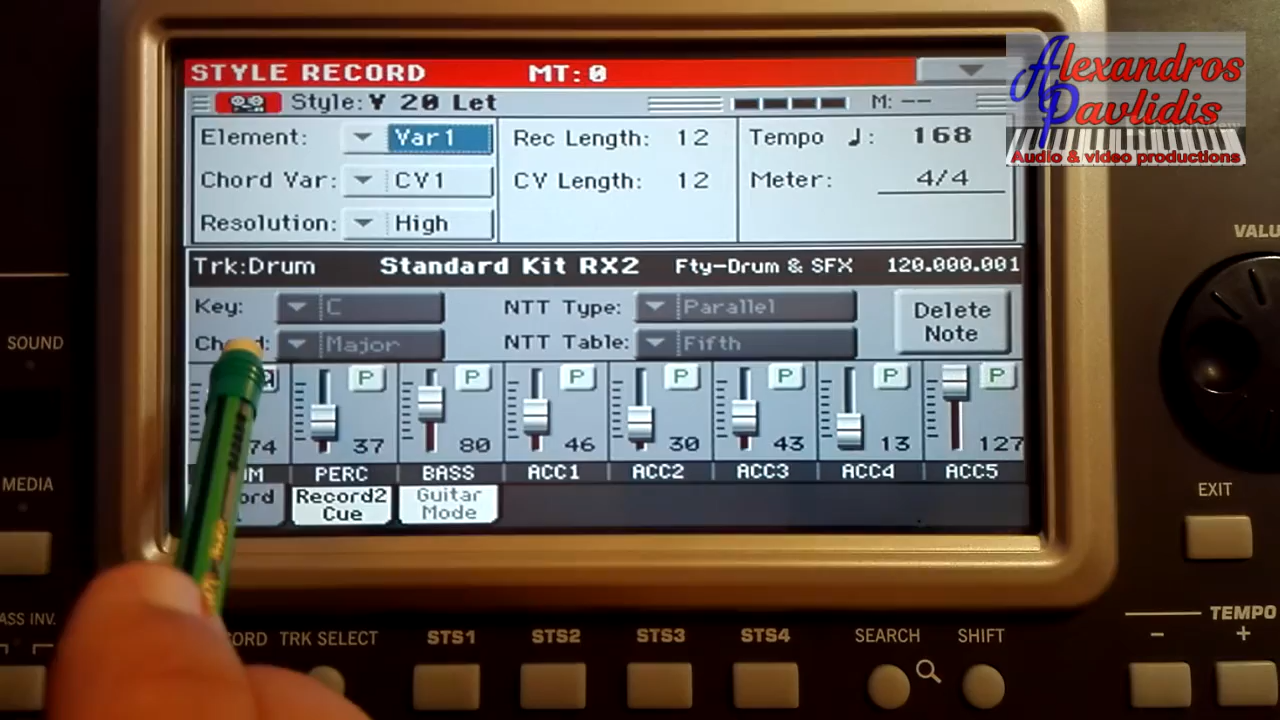 STYLE RECORD MT:0
Style: 20 Let M: --
Element: Var1 Rec Length: 12 Tempo : 168
Chord Var: CV1 CV Length: 12 Meter: 4/4
Resolution: High
Trk:Drum Standard Kit RX2 Fty-Drum & SFX 120.000.001
Key: C NTT Type: Parallel Delete
Chord: Major NTT Table: Fifth Note
P P P P P P P
74 37 80 46 30 43 13 127
PERC BASS ACC1 ACC2 ACC3 ACC4 ACC5
Record2 Guitar
Cue Mode
Alexandros
Pavlidis
Audio & video productions
VALU
SOUND
MEDIA
EXIT
TRK SELECT STS1 STS2 STS3 STS4 SEARCH SHIFT
TEMPO
- +
ASS INV.